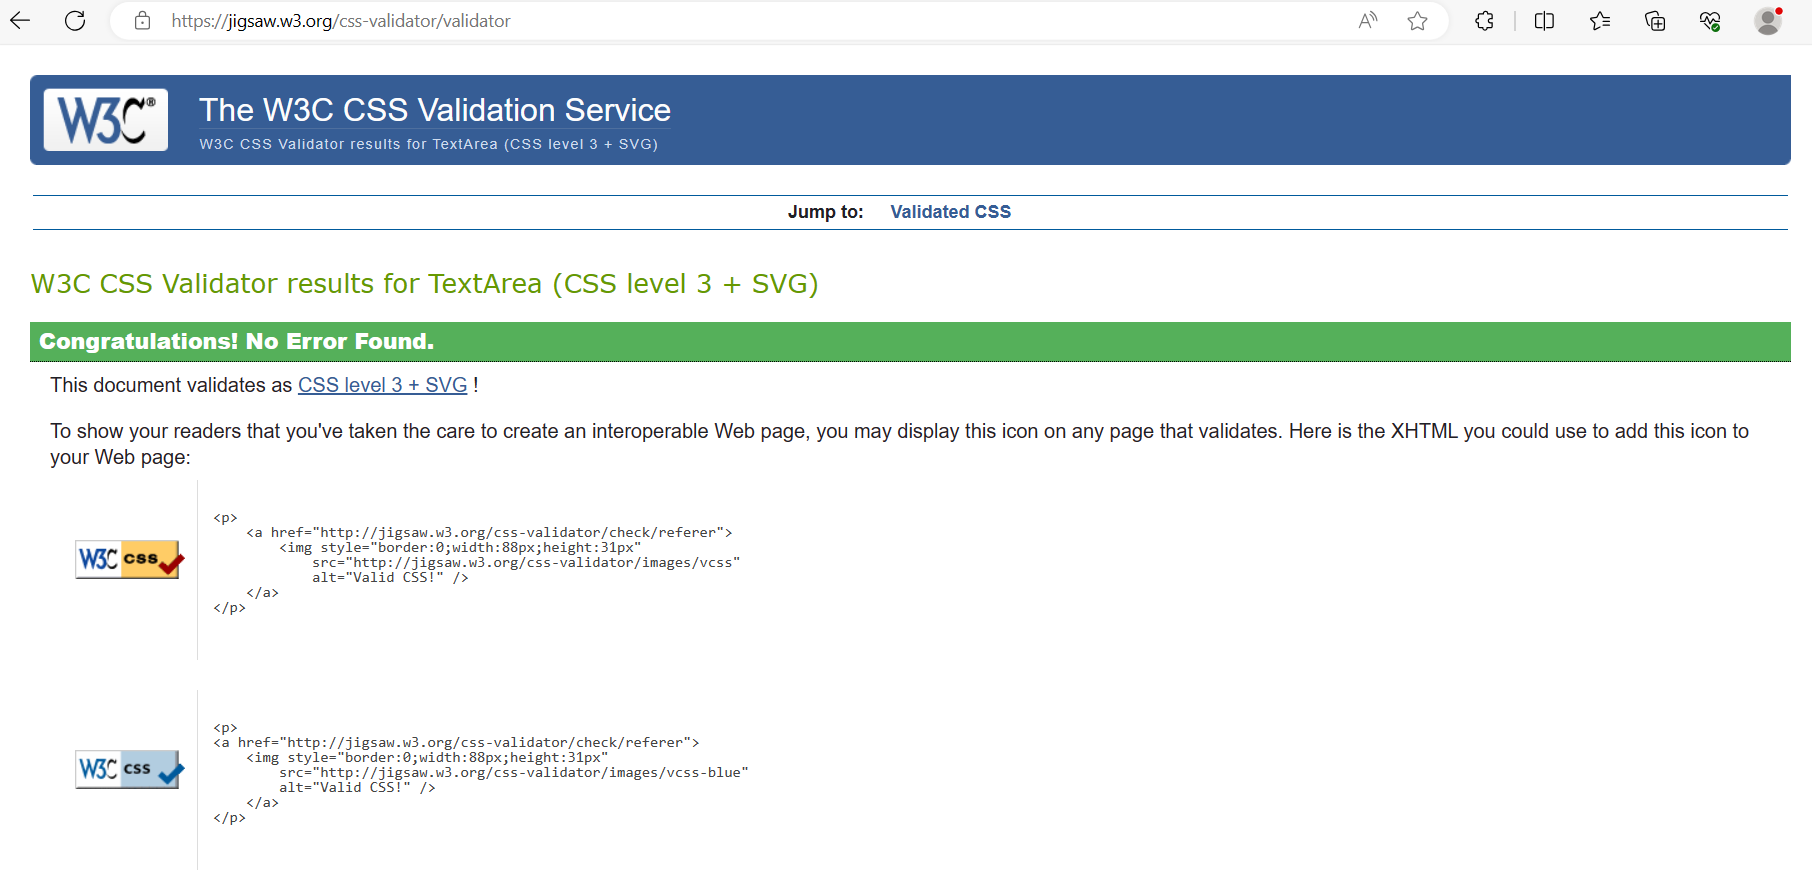 https://jigsaw.w3.org/css-validator/validator
W3C®
The W3C CSS Validation Service
W3C CSS Validator results for TextArea (CSS level 3 + SVG)
Jump to: Validated CSS
W3C CSS Validator results for TextArea (CSS level 3 + SVG)
Congratulations! No Error Found.
This document validates as CSS level 3 + SVG !
To show your readers that you've taken the care to create an interoperable Web page, you may display this icon on any page that validates. Here is the XHTML you could use to add this icon to
your Web page:
W3C css
<p>
    <a href="http://jigsaw.w3.org/css-validator/check/referer">
        <img style="border:0;width:88px;height:31px"
            src="http://jigsaw.w3.org/css-validator/images/vcss"
            alt="Valid CSS!" />
    </a>
</p>
W3C css
<p>
<a href="http://jigsaw.w3.org/css-validator/check/referer">
    <img style="border:0;width:88px;height:31px"
        src="http://jigsaw.w3.org/css-validator/images/vcss-blue"
        alt="Valid CSS!" />
    </a>
</p>